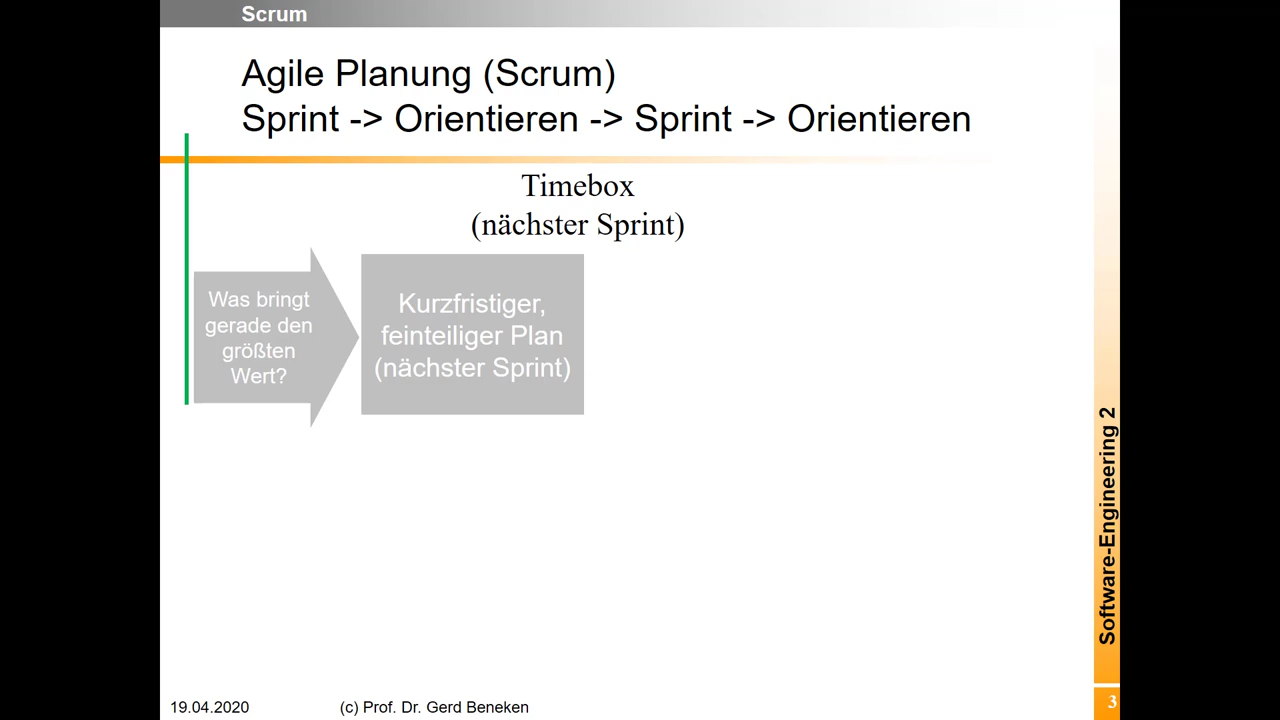 Scrum
Agile Planung (Scrum)
Sprint -> Orientieren -> Sprint -> Orientieren
Timebox
(nächster Sprint)
Was bringt
gerade den
größten
Wert?
Kurzfristiger,
feinteiliger Plan
(nächster Sprint)
Software-Engineering 2
19.04.2020
(c) Prof. Dr. Gerd Beneken
3